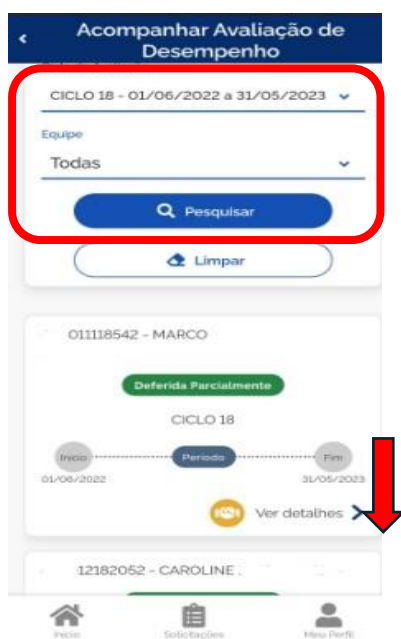 Acompanhar Avaliação de
Desempenho
CICLO 18 - 01/06/2022 a 31/05/2023
Equipe
Todas
Pesquisar
Limpar
011118542 - MARCO
Deferida Parcialmente
CICLO 18
Início
Período
Fim
01/06/2022
31/05/2023
Ver detalhes
12182052 - CAROLINE
Início
Solicitações
Meu Perfil